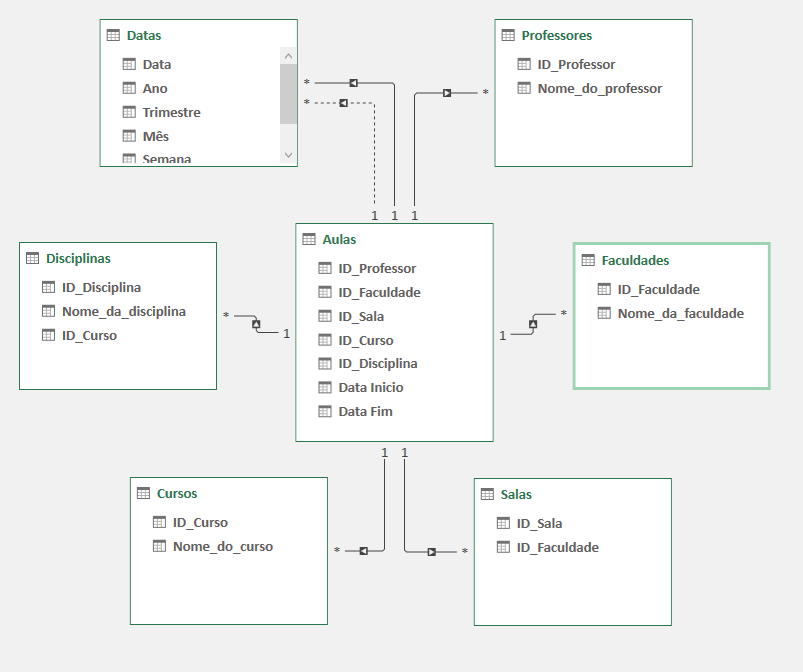 Datas
Data
Ano
Trimestre
Mês
Semana
*
*
Professores
ID_Professor
Nome_do_professor
*
1 1 1
Aulas
ID_Professor
ID_Faculdade
ID_Sala
ID_Curso
ID_Disciplina
Data Inicio
Data Fim
Disciplinas
ID_Disciplina
Nome_da_disciplina
ID_Curso
*
1
Faculdades
ID_Faculdade
Nome_da_faculdade
*
1
1 1
Cursos
ID_Curso
Nome_do_curso
*
Salas
ID_Sala
ID_Faculdade
*